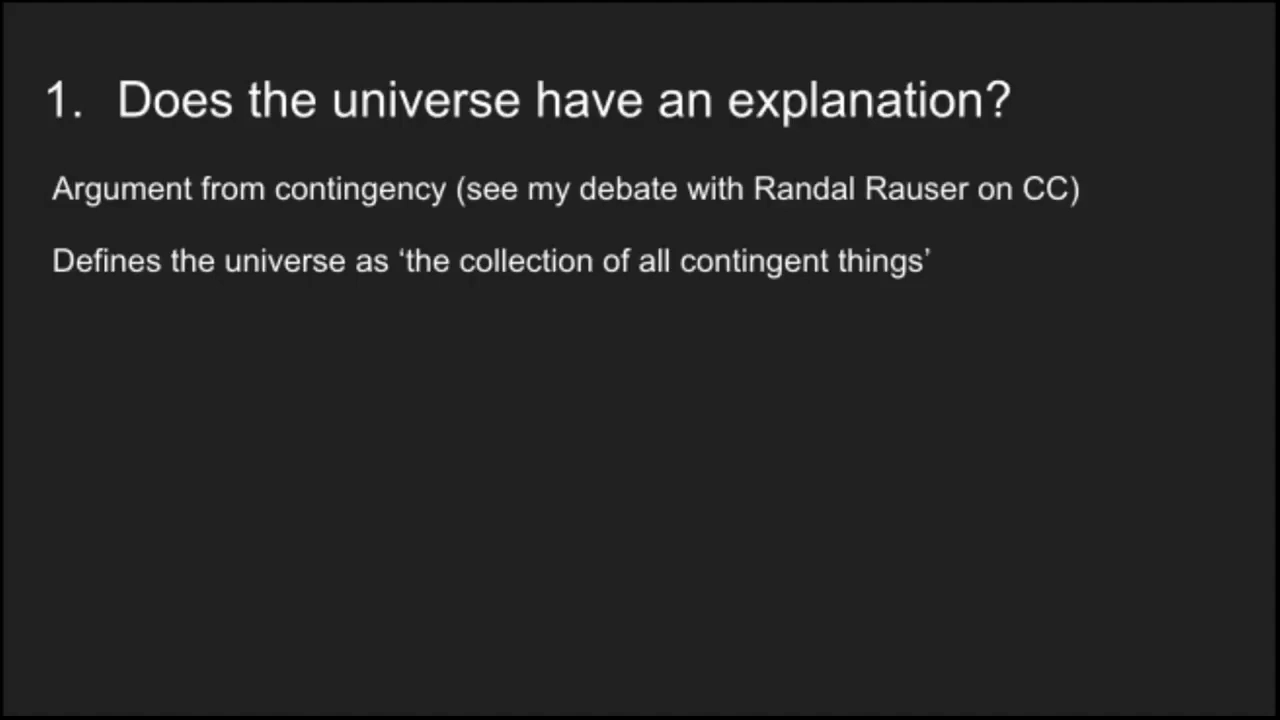 1. Does the universe have an explanation?
Argument from contingency (see my debate with Randal Rauser on CC)
Defines the universe as ‘the collection of all contingent things’